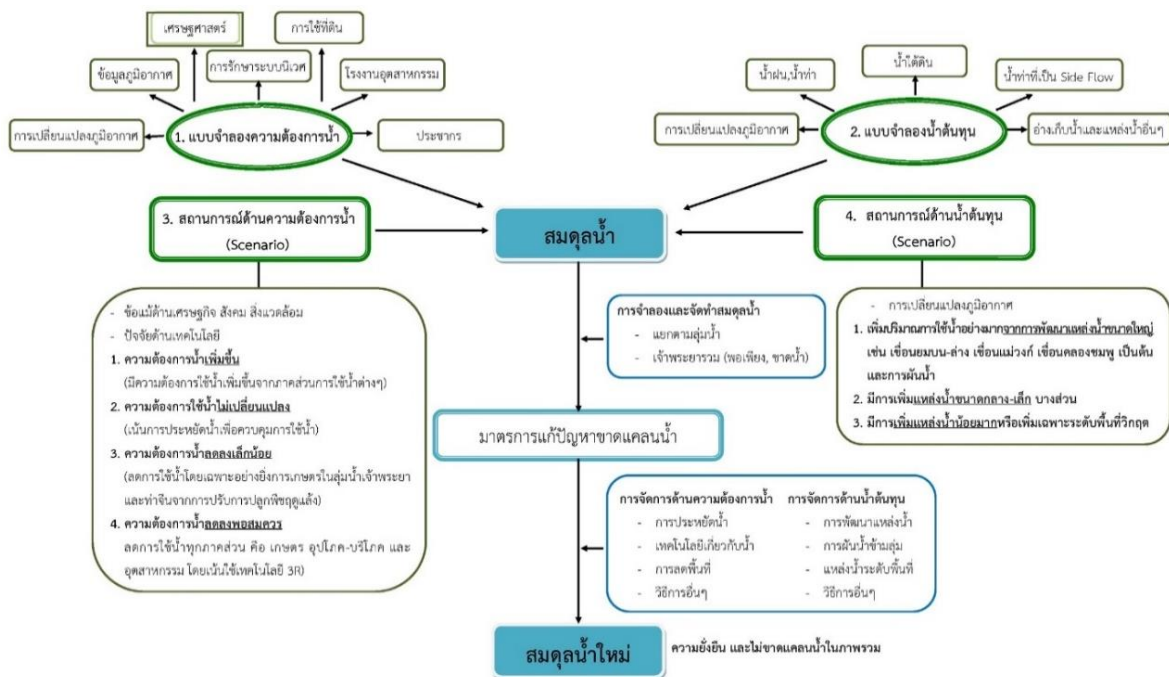 เศรษฐศาสตร์
การใช้ที่ดิน
ข้อมูลภูมิอากาศ
การรักษาระบบนิเวศ
โรงงานอุตสาหกรรม
การเปลี่ยนแปลงภูมิอากาศ
1. แบบจำลองความต้องการน้ำ
ประชากร
น้ำฝน,น้ำท่า
น้ำใต้ดิน
น้ำท่าที่เป็น Side Flow
การเปลี่ยนแปลงภูมิอากาศ
2. แบบจำลองน้ำต้นทุน
อ่างเก็บน้ำและแหล่งน้ำอื่นๆ
3. สถานการณ์ด้านความต้องการน้ำ
(Scenario)
สมดุลน้ำ
4. สถานการณ์ด้านน้ำต้นทุน
(Scenario)
- ข้อแม้ด้านเศรษฐกิจ สังคม สิ่งแวดล้อม
- ปัจจัยด้านเทคโนโลยี
1. ความต้องการน้ำเพิ่มขึ้น
(มีความต้องการใช้น้ำเพิ่มขึ้นจากภาคส่วนการใช้น้ำต่างๆ)
2. ความต้องการใช้น้ำไม่เปลี่ยนแปลง
(เน้นการประหยัดน้ำเพื่อควบคุมการใช้น้ำ)
3. ความต้องการน้ำลดลงเล็กน้อย
(ลดการใช้น้ำโดยเฉพาะอย่างยิ่งการเกษตรในลุ่มน้ำเจ้าพระยา
และท่าจีนจากการปรับการปลูกพืชฤดูแล้ง)
4. ความต้องการน้ำลดลงพอสมควร
ลดการใช้น้ำทุกภาคส่วน คือ เกษตร อุปโภค-บริโภค และ
อุตสาหกรรม โดยเน้นใช้เทคโนโลยี 3R)
การจำลองและจัดทำสมดุลน้ำ
- แยกตามลุ่มน้ำ
- เจ้าพระยารวม (พอเพียง, ขาดน้ำ)
- การเปลี่ยนแปลงภูมิอากาศ
1. เพิ่มปริมาณการใช้น้ำอย่างมากจากการพัฒนาแหล่งน้ำขนาดใหญ่
เช่น เขื่อนยมบน-ล่าง เขื่อนแม่วงก์ เขื่อนคลองชมพู เป็นต้น
และการผันน้ำ
2. มีการเพิ่มแหล่งน้ำขนาดกลาง-เล็ก บางส่วน
3. มีการเพิ่มแหล่งน้ำน้อยมากหรือเพิ่มเฉพาะระดับพื้นที่วิกฤต
มาตรการแก้ปัญหาขาดแคลนน้ำ
การจัดการด้านความต้องการน้ำ
- การประหยัดน้ำ
- เทคโนโลยีเกี่ยวกับน้ำ
- การลดพื้นที่
- วิธีการอื่นๆ
การจัดการด้านน้ำต้นทุน
- การพัฒนาแหล่งน้ำ
- การผันน้ำข้ามลุ่ม
- แหล่งน้ำระดับพื้นที่
- วิธีการอื่นๆ
สมดุลน้ำใหม่
ความยั่งยืน และไม่ขาดแคลนน้ำในภาพรวม